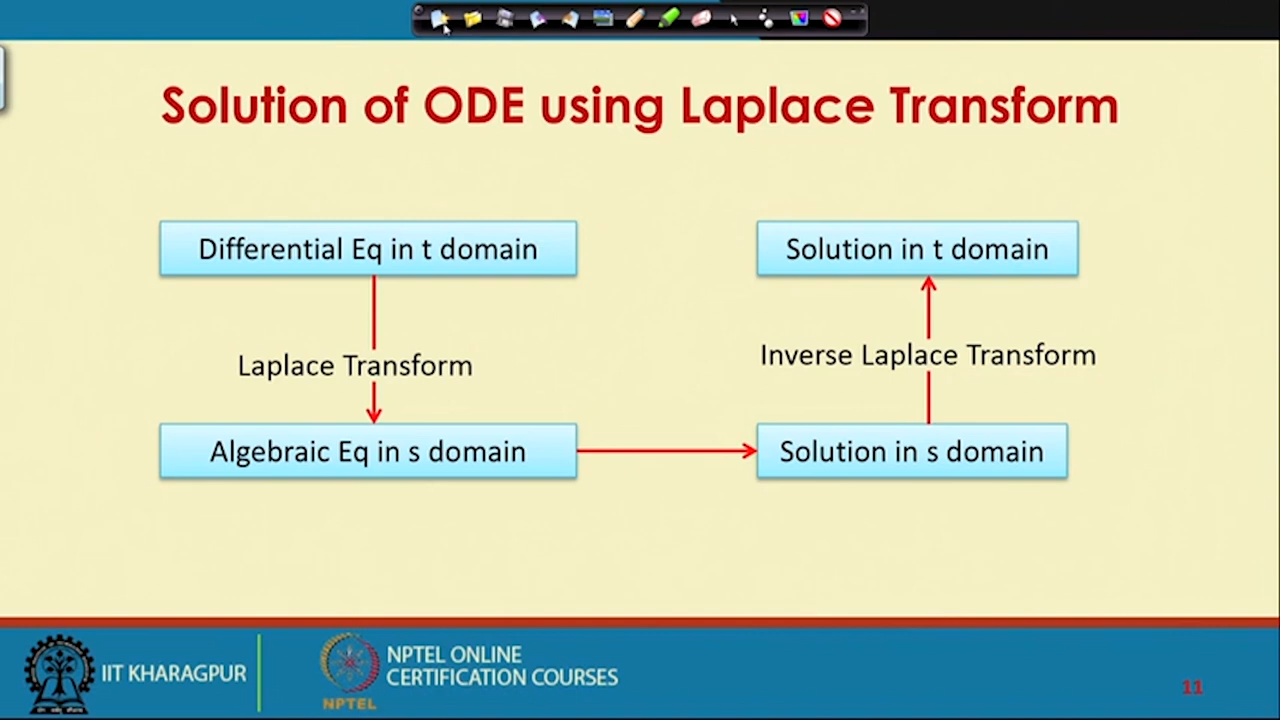 Solution of ODE using Laplace Transform
Differential Eq in t domain
Solution in t domain
Laplace Transform
Inverse Laplace Transform
Algebraic Eq in s domain
Solution in s domain
IIT KHARAGPUR
NPTEL
NPTEL ONLINE
CERTIFICATION COURSES
11